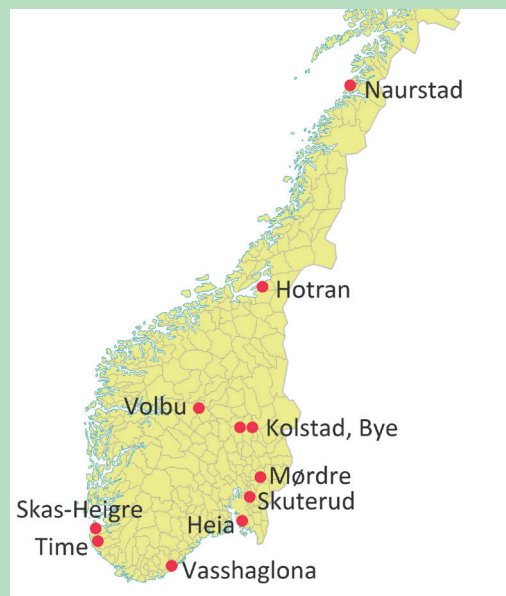 Naurstad
Hotran
Volbu
Kolstad, Bye
Mørdre
Skuterud
Skas-Heigre
Heia
Time
Vasshaglona